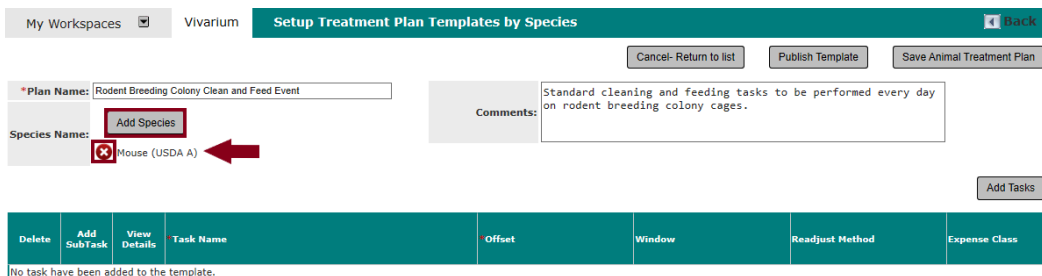 My Workspaces Vivarium Setup Treatment Plan Templates by Species Back
Cancel- Return to list Publish Template Save Animal Treatment Plan
*Plan Name: Rodent Breeding Colony Clean and Feed Event
Comments: Standard cleaning and feeding tasks to be performed every day
on rodent breeding colony cages.
Species Name: Add Species
Mouse (USDA A)
Add Tasks
Delete Add SubTask View Details *Task Name *Offset Window Readjust Method Expense Class
No task have been added to the template.